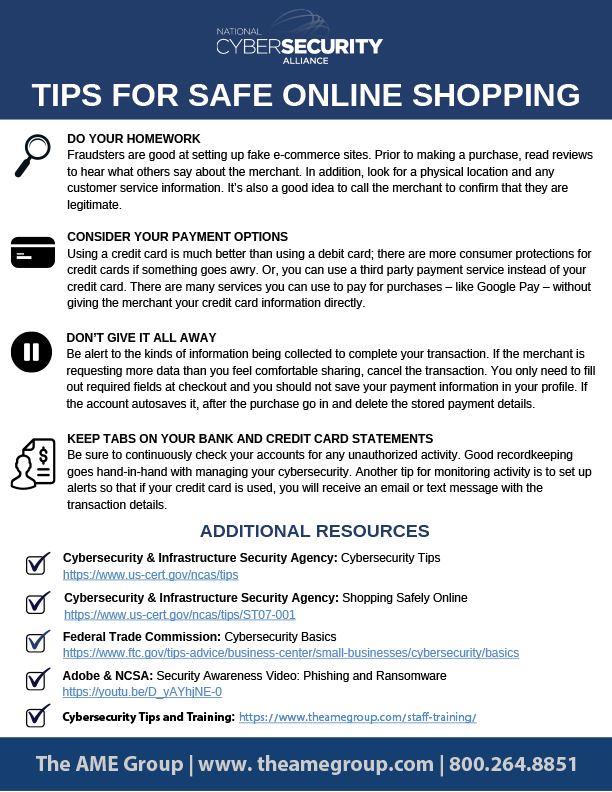 NATIONAL
CYBERSECURITY
ALLIANCE
TIPS FOR SAFE ONLINE SHOPPING
DO YOUR HOMEWORK
Fraudsters are good at setting up fake e-commerce sites. Prior to making a purchase, read reviews
to hear what others say about the merchant. In addition, look for a physical location and any
customer service information. It's also a good idea to call the merchant to confirm that they are
legitimate.
CONSIDER YOUR PAYMENT OPTIONS
Using a credit card is much better than using a debit card; there are more consumer protections for
credit cards if something goes awry. Or, you can use a third party payment service instead of your
credit card. There are many services you can use to pay for purchases – like Google Pay – without
giving the merchant your credit card information directly.
DON'T GIVE IT ALL AWAY
Be alert to the kinds of information being collected to complete your transaction. If the merchant is
requesting more data than you feel comfortable sharing, cancel the transaction. You only need to fill
out required fields at checkout and you should not save your payment information in your profile. If
the account autosaves it, after the purchase go in and delete the stored payment details.
$
KEEP TABS ON YOUR BANK AND CREDIT CARD STATEMENTS
Be sure to continuously check your accounts for any unauthorized activity. Good recordkeeping
goes hand-in-hand with managing your cybersecurity. Another tip for monitoring activity is to set up
alerts so that if your credit card is used, you will receive an email or text message with the
transaction details.
ADDITIONAL RESOURCES
Cybersecurity & Infrastructure Security Agency: Cybersecurity Tips
https://www.us-cert.gov/ncas/tips
Cybersecurity & Infrastructure Security Agency: Shopping Safely Online
https://www.us-cert.gov/ncas/tips/ST07-001
Federal Trade Commission: Cybersecurity Basics
https://www.ftc.gov/tips-advice/business-center/small-businesses/cybersecurity/basics
Adobe & NCSA: Security Awareness Video: Phishing and Ransomware
https://youtu.be/D_yAYhjNE-0
Cybersecurity Tips and Training: https://www.theamegroup.com/staff-training/
The AME Group | www. theamegroup.com | 800.264.8851